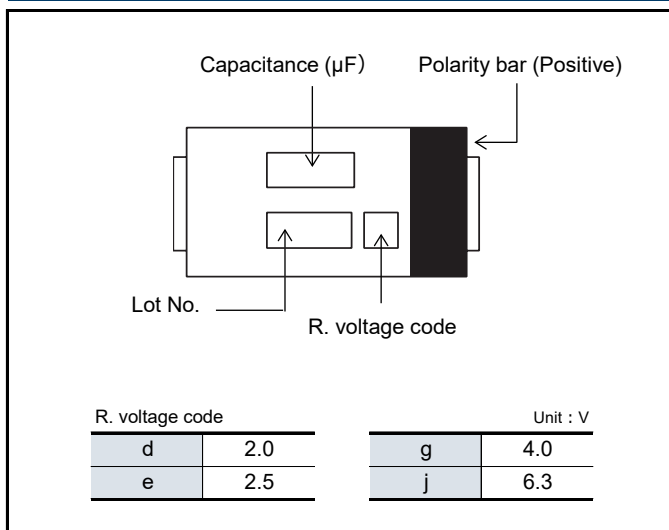 Capacitance (μF） Polarity bar (Positive)
Lot No.
R. voltage code
R. voltage code Unit : V
d 2.0 g 4.0
e 2.5 j 6.3